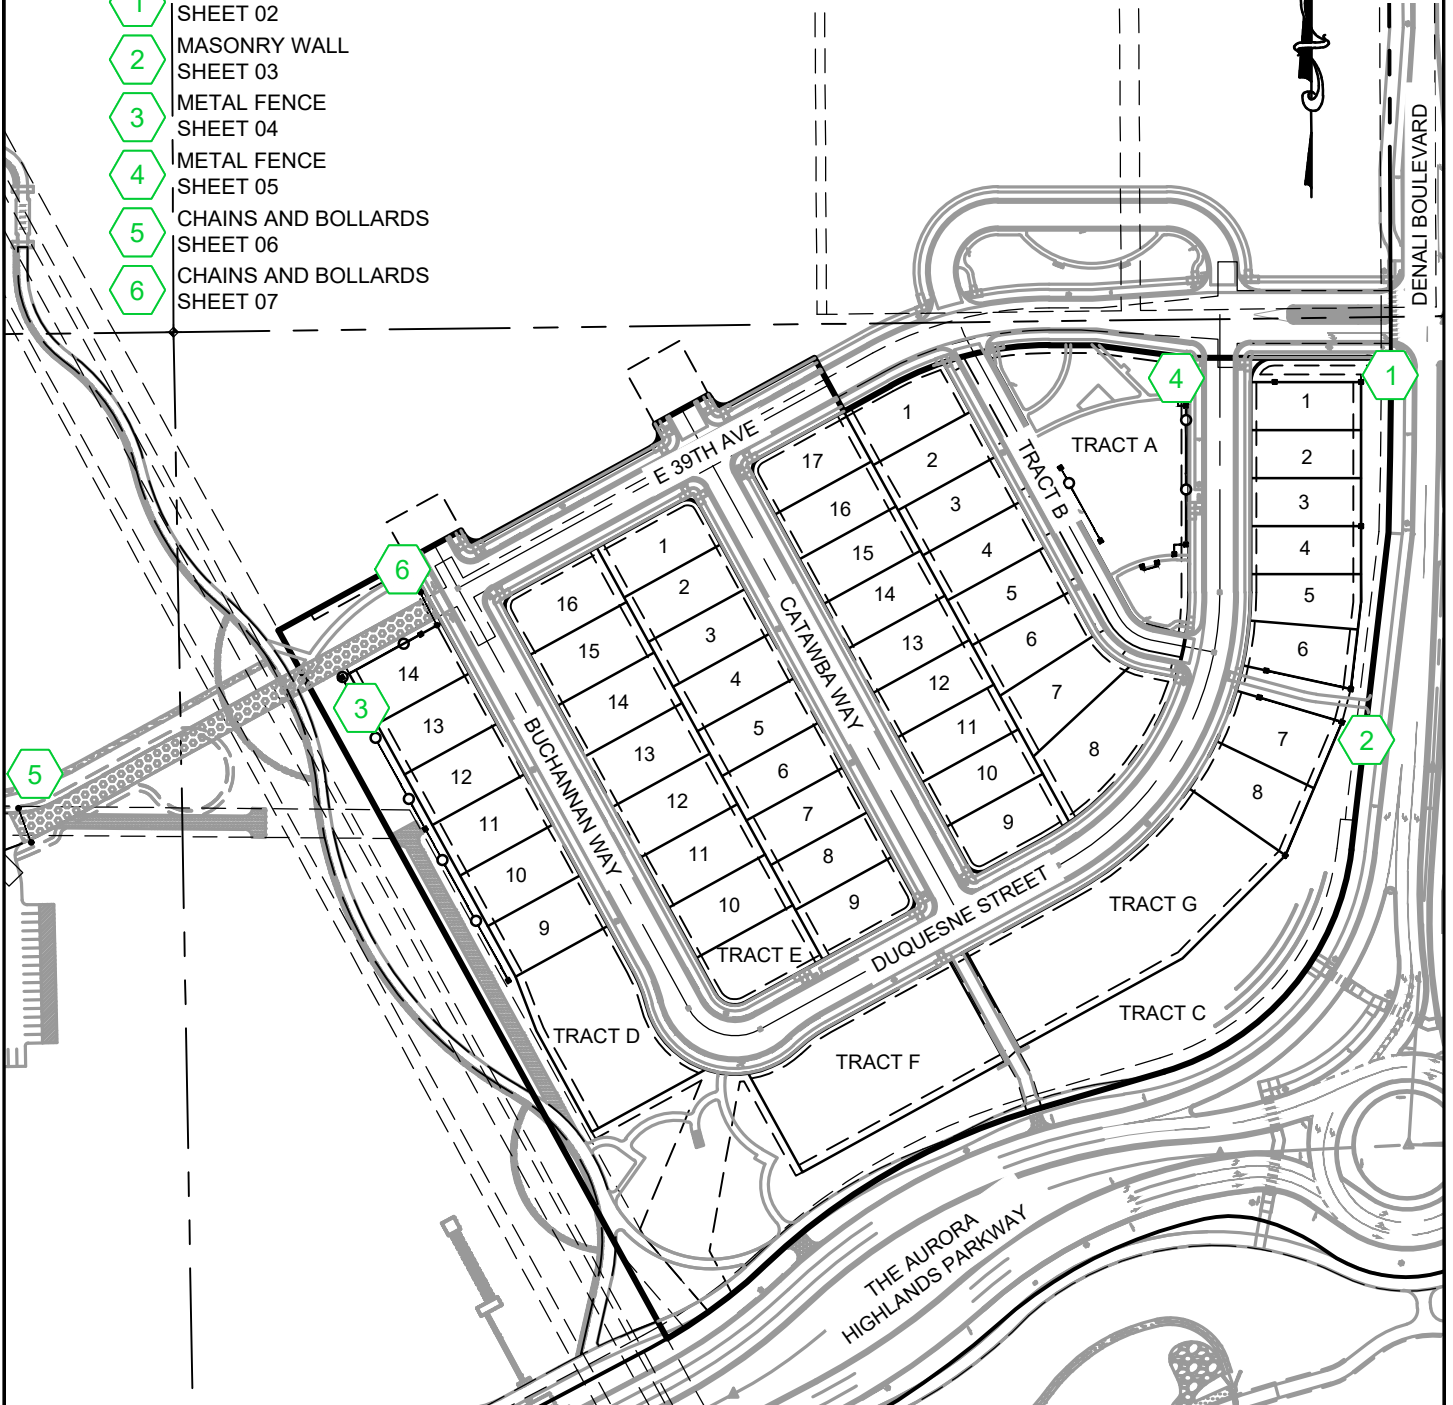 1
SHEET 02
2
MASONRY WALL
SHEET 03
3
METAL FENCE
SHEET 04
4
METAL FENCE
SHEET 05
5
CHAINS AND BOLLARDS
SHEET 06
6
CHAINS AND BOLLARDS
SHEET 07
DENALI BOULEVARD
E 39TH AVE
4
1
TRACT A
TRACT B
1
2
3
4
5
6
2
7
8
17
16
15
14
13
12
11
10
9
1
2
3
4
5
6
7
8
CATAWBA WAY
1
2
3
4
5
6
7
8
9
16
15
14
13
12
11
10
TRACT E
BUCHANNAN WAY
6
3
5
14
13
12
11
10
9
TRACT D
DUQUESNE STREET
TRACT G
TRACT C
TRACT F
THE AURORA
HIGHLANDS PARKWAY